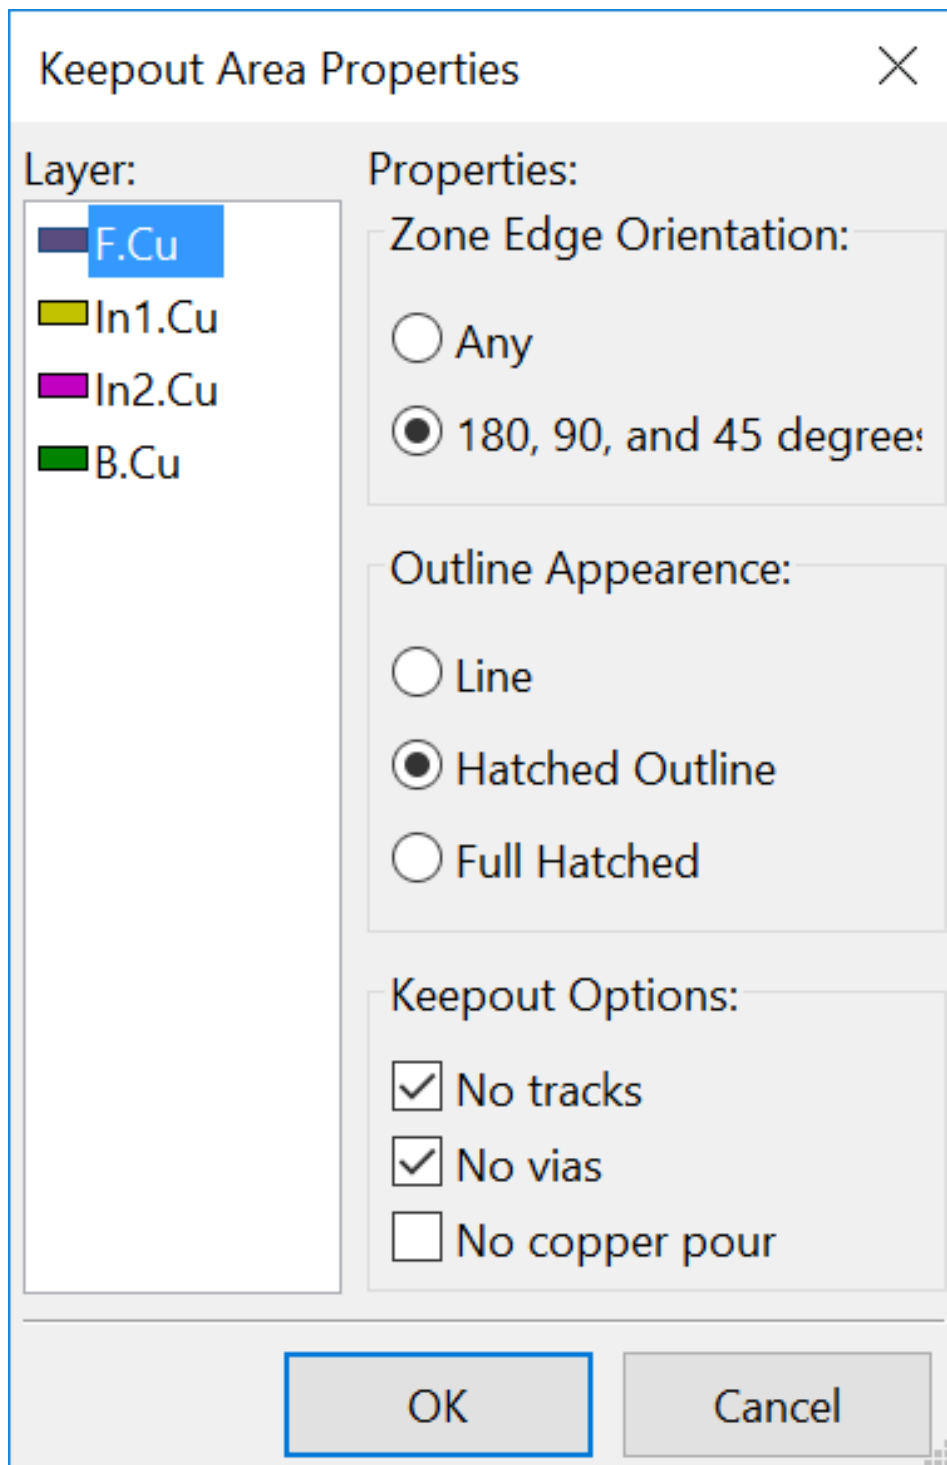 Keepout Area Properties
Layer:
F.Cu
In1.Cu
In2.Cu
B.Cu
Properties:
Zone Edge Orientation:
Any
180, 90, and 45 degrees
Outline Appearence:
Line
Hatched Outline
Full Hatched
Keepout Options:
No tracks
No vias
No copper pour
OK
Cancel